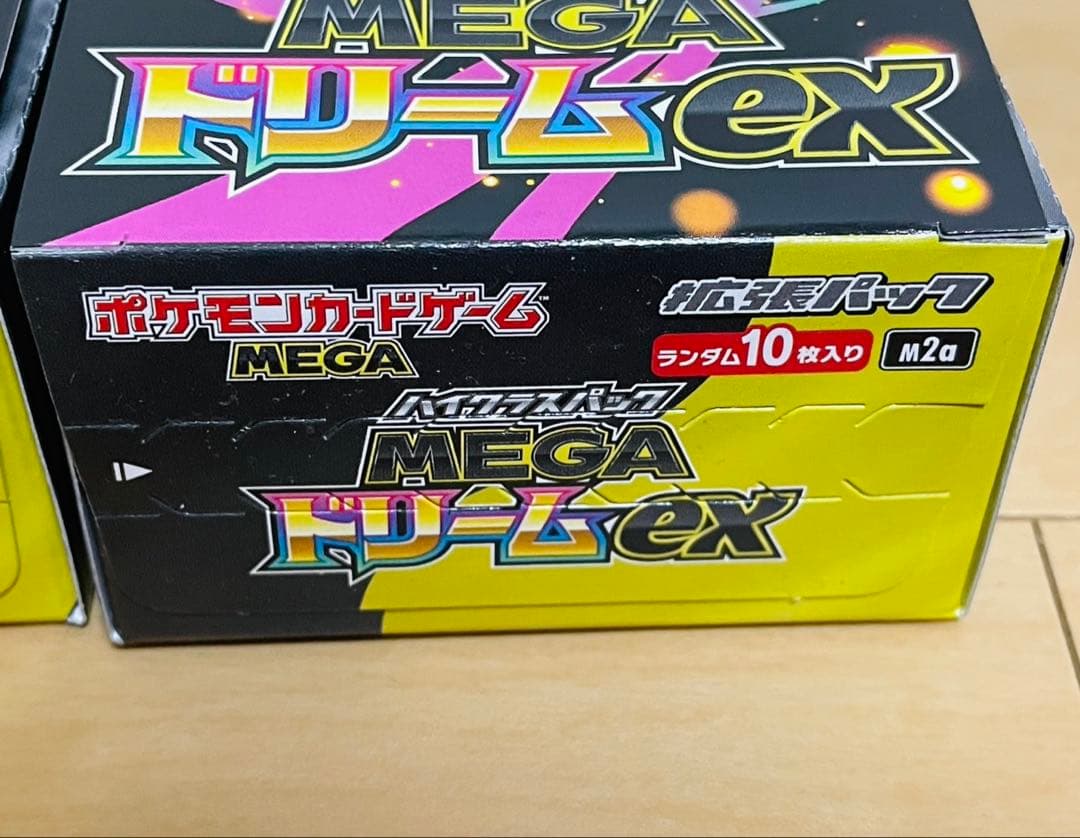 MEGA
ドリームex
ポケモンカードゲーム™
MEGA
拡張パック
ランダム10枚入り M2a
ハイクラスパック
MEGA
ドリームex